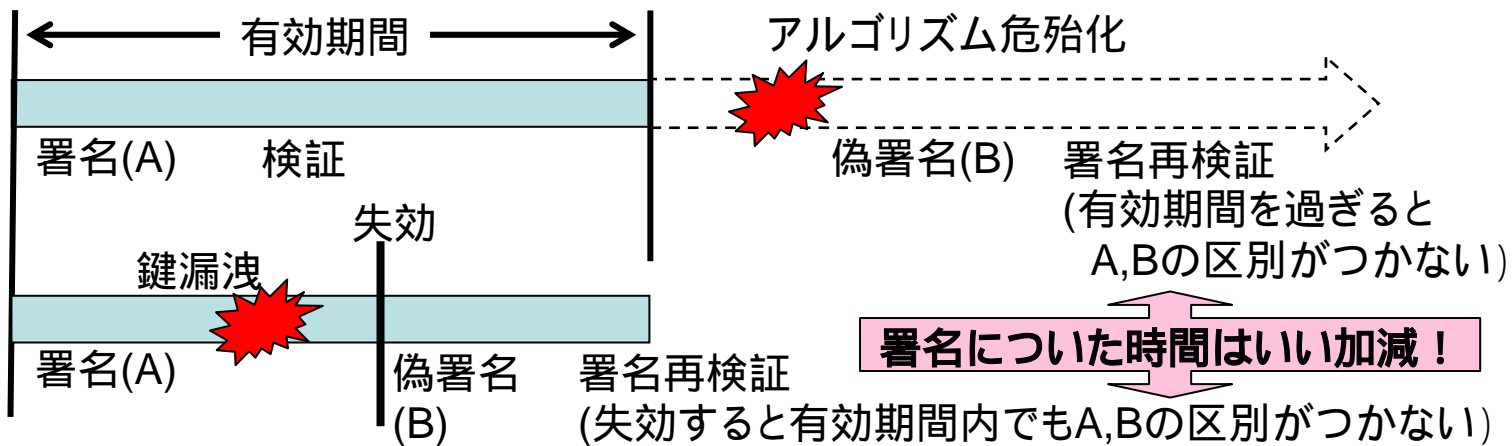 有効期間
アルゴリズム危殆化
署名(A)
検証
偽署名(B)
署名再検証
(有効期間を過ぎると
A,Bの区別がつかない)
失効
鍵漏洩
署名についた時間はいい加減！
署名(A)
偽署名
(B)
署名再検証
(失効すると有効期間内でもA,Bの区別がつかない)